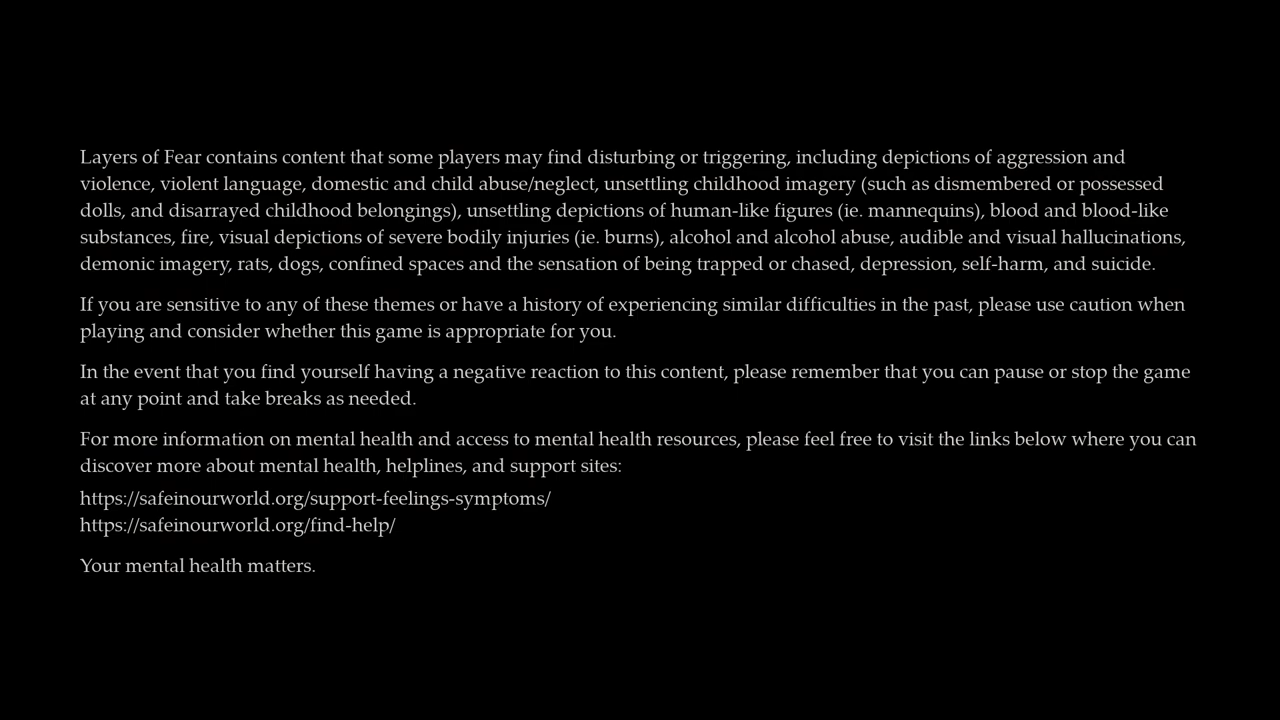 Layers of Fear contains content that some players may find disturbing or triggering, including depictions of aggression and
violence, violent language, domestic and child abuse/neglect, unsettling childhood imagery (such as dismembered or possessed
dolls, and disarrayed childhood belongings), unsettling depictions of human-like figures (ie. mannequins), blood and blood-like
substances, fire, visual depictions of severe bodily injuries (ie. burns), alcohol and alcohol abuse, audible and visual hallucinations,
demonic imagery, rats, dogs, confined spaces and the sensation of being trapped or chased, depression, self-harm, and suicide.
If you are sensitive to any of these themes or have a history of experiencing similar difficulties in the past, please use caution when
playing and consider whether this game is appropriate for you.
In the event that you find yourself having a negative reaction to this content, please remember that you can pause or stop the game
at any point and take breaks as needed.
For more information on mental health and access to mental health resources, please feel free to visit the links below where you can
discover more about mental health, helplines, and support sites:
https://safeinourworld.org/support-feelings-symptoms/
https://safeinourworld.org/find-help/
Your mental health matters.